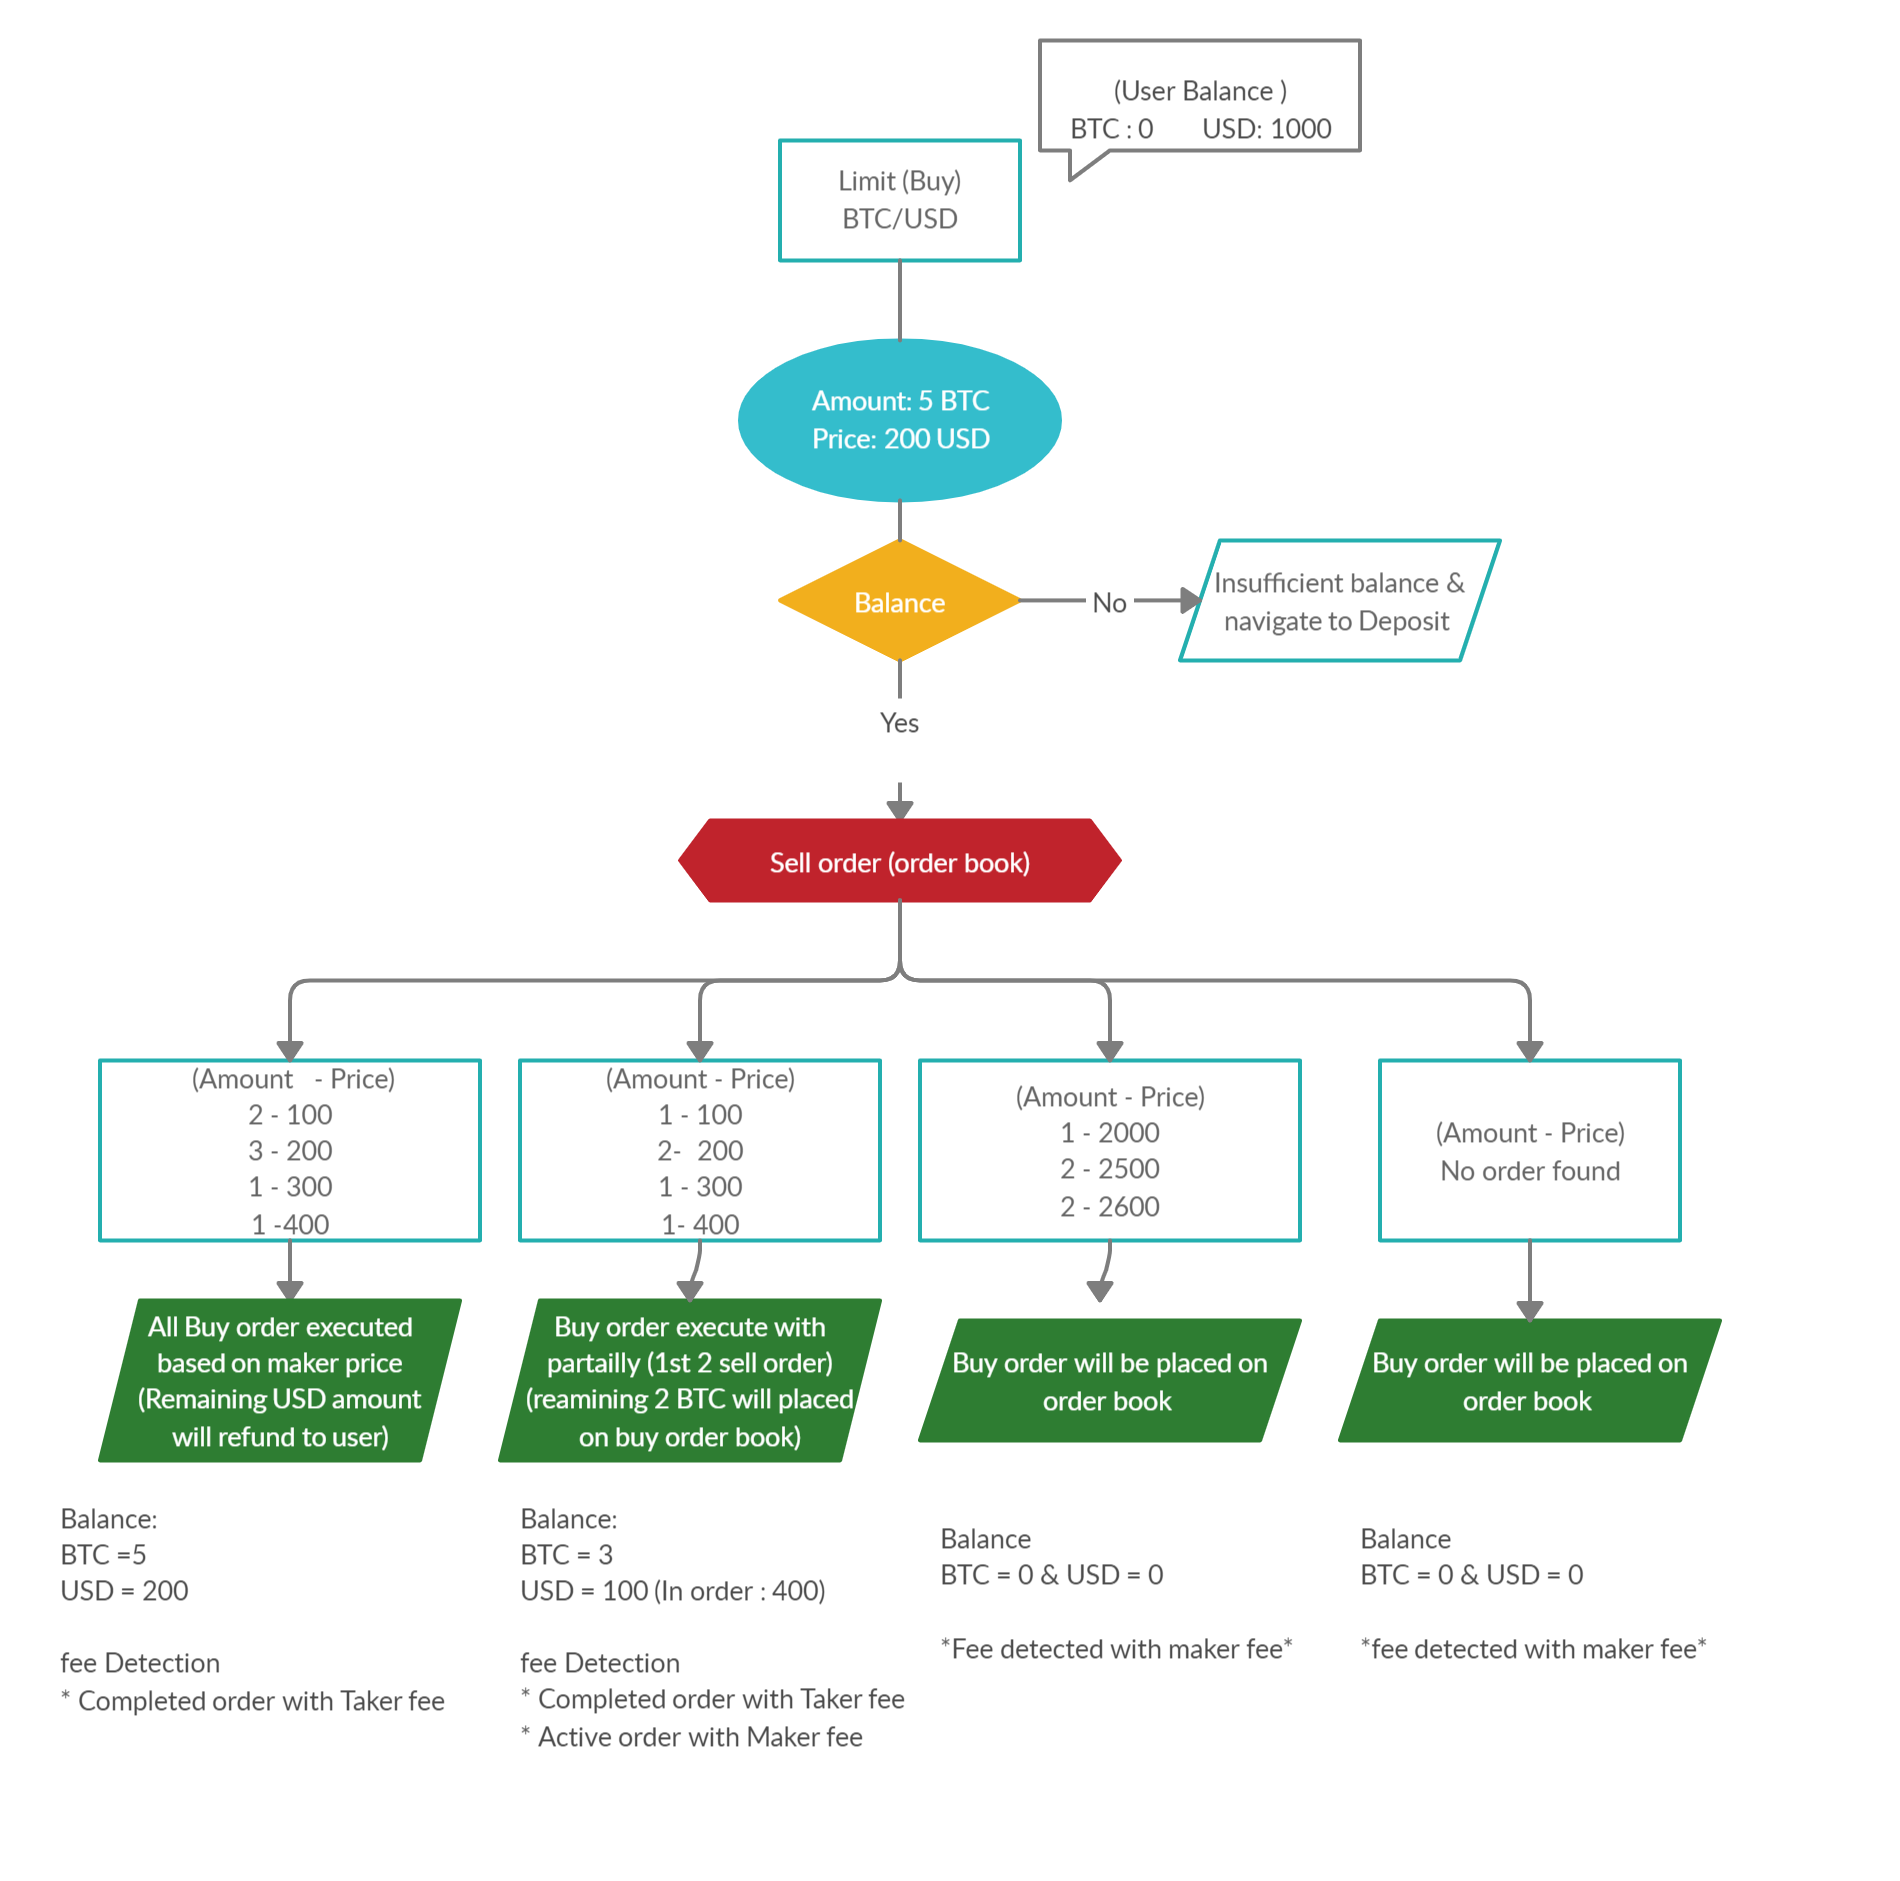 (User Balance )
BTC : 0 USD: 1000
Limit (Buy)
BTC/USD
Amount: 5 BTC
Price: 200 USD
Balance
No
Insufficient balance &
navigate to Deposit
Yes
Sell order (order book)
(Amount - Price)
2 - 100
3 - 200
1 - 300
1 -400
(Amount - Price)
1 - 100
2- 200
1 - 300
1- 400
(Amount - Price)
1 - 2000
2 - 2500
2 - 2600
(Amount - Price)
No order found
All Buy order executed
based on maker price
(Remaining USD amount
will refund to user)
Buy order execute with
partailly (1st 2 sell order)
(reamining 2 BTC will placed
on buy order book)
Buy order will be placed on
order book
Buy order will be placed on
order book
Balance:
BTC =5
USD = 200
fee Detection
* Completed order with Taker fee
Balance:
BTC = 3
USD = 100 (In order : 400)
fee Detection
* Completed order with Taker fee
* Active order with Maker fee
Balance
BTC = 0 & USD = 0
*Fee detected with maker fee*
Balance
BTC = 0 & USD = 0
*fee detected with maker fee*